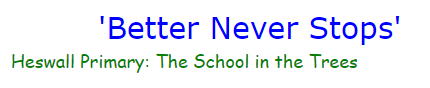 'Better Never Stops'
Heswall Primary: The School in the Trees